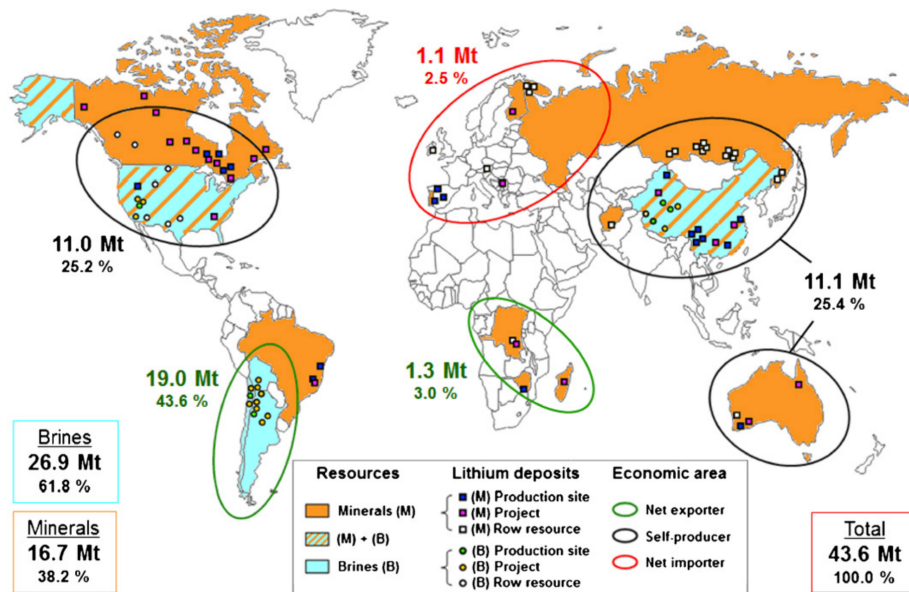 1.1 Mt
2.5 %
11.0 Mt
25.2 %
11.1 Mt
25.4 %
19.0 Mt
43.6 %
1.3 Mt
3.0 %
Brines
26.9 Mt
61.8 %
Minerals
16.7 Mt
38.2 %
Resources
Minerals (M)
(M) + (B)
Brines (B)
Lithium deposits
(M) Production site
(M) Project
(M) Row resource
(B) Production site
(B) Project
(B) Row resource
Economic area
Net exporter
Self-producer
Net importer
Total
43.6 Mt
100.0 %